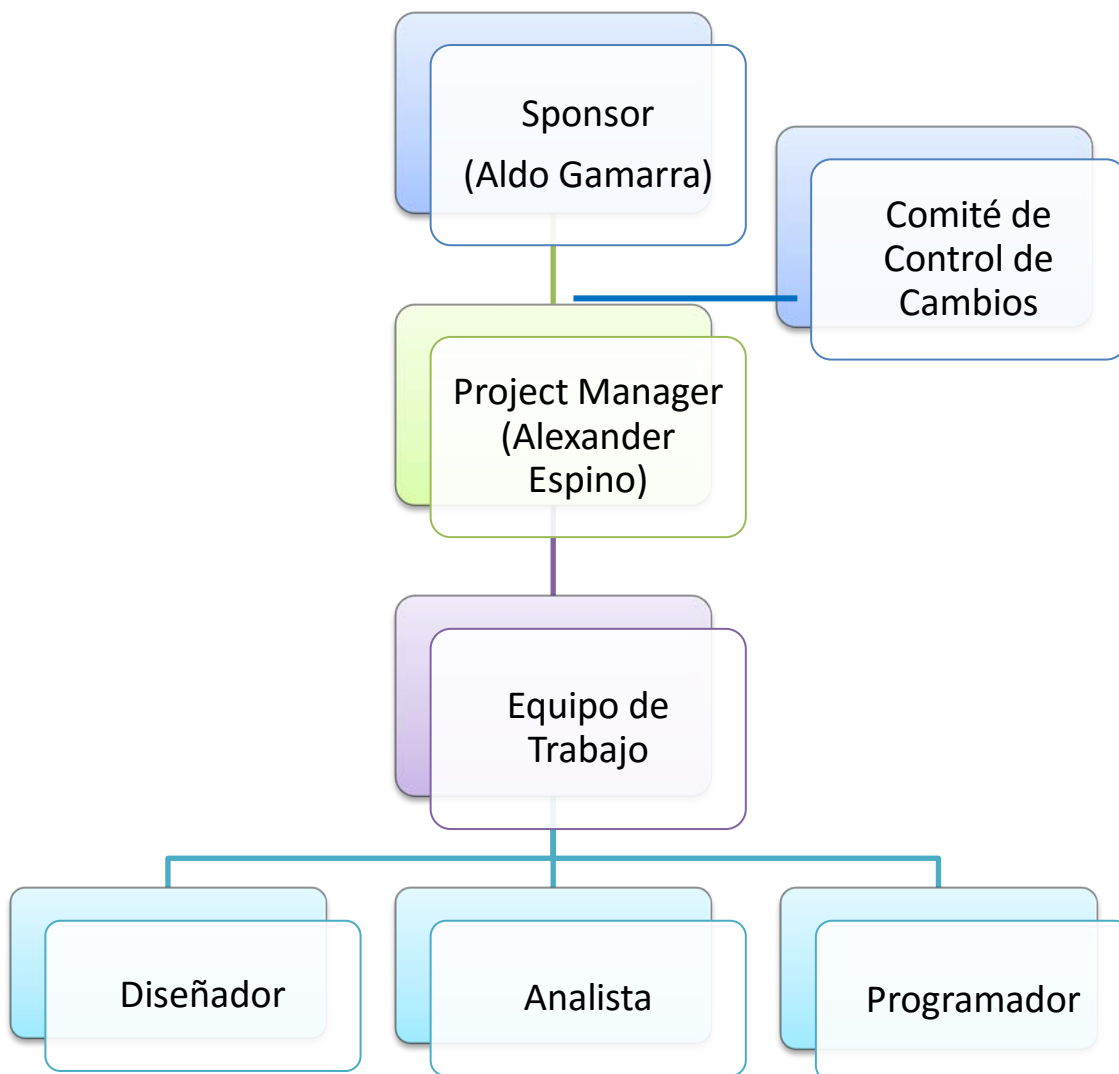 Sponsor
(Aldo Gamarra)
Comité de
Control de
Cambios
Project Manager
(Alexander
Espino)
Equipo de
Trabajo
Diseñador
Analista
Programador